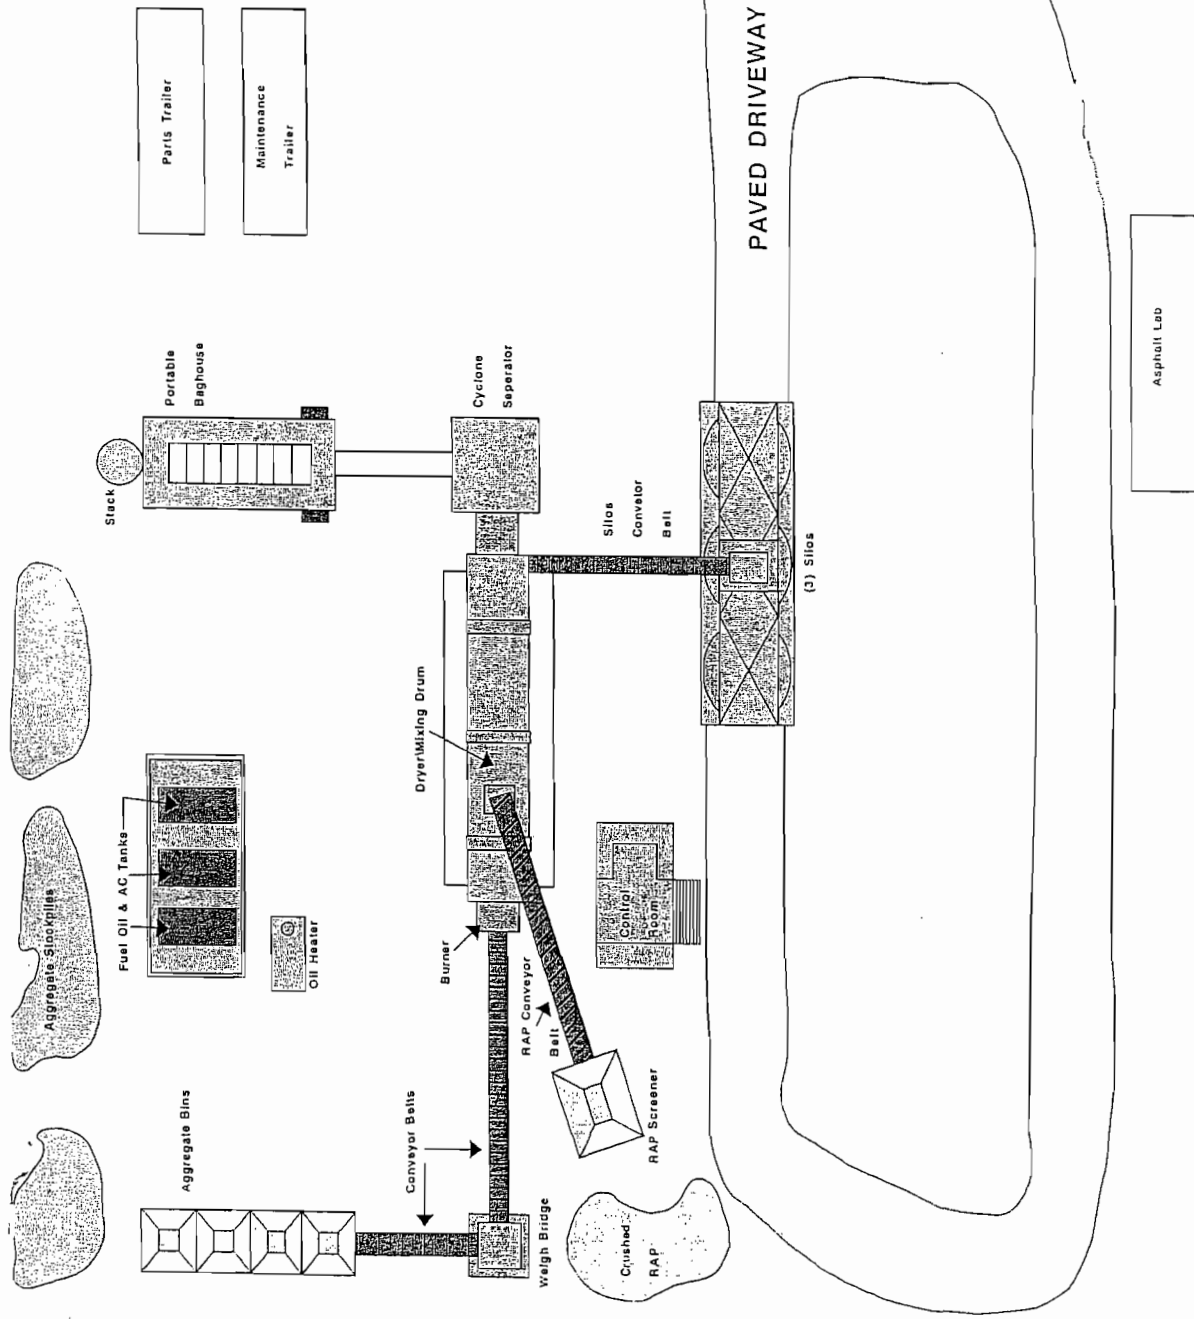 Parts Trailer
Maintenance
Trailer
PAVED DRIVEWAY
Asphalt Lab
Portable
Baghouse
Stack
Cyclone
Seperator
Silos
Conveior
Belt
(3) Silos
Dryer\Mixing Drum
Fuel Oil & AC Tanks
Aggregate Stockpiles
Oil Heater
Burner
Control
Room
RAP Conveyor
Belt
RAP Screener
Conveyor Belts
Aggregate Bins
Weigh Bridge
Crushed
RAP